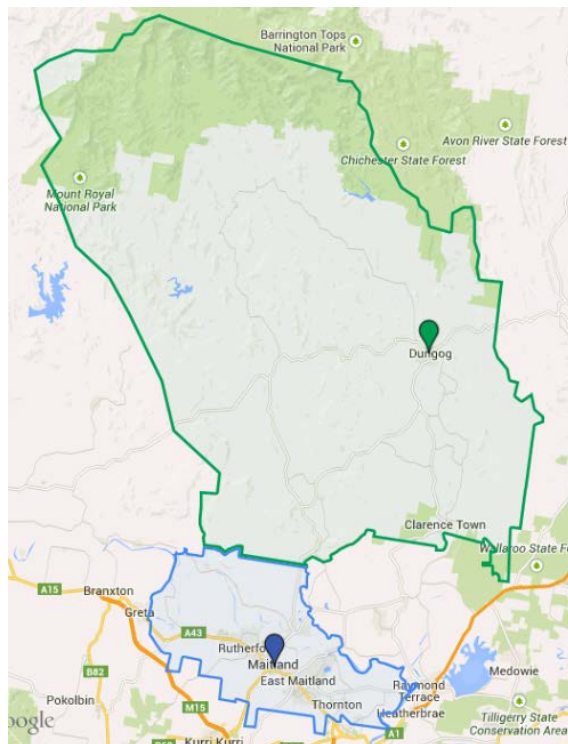 Barrington Tops
National Park
Avon River State Forest
Chichester State Forest
Mount Royal
National Park
Dungog
Clarence Town
Wallaroo State F
A15
Branxton
Greta
A43
Rutherfo
Maitland
East Maitland
B82
Medowie
Raymond
Terrace
Thornton
M15
Pokolbin
Heatherbrae
Tilligerry State
Conservation Area
oogle
A1
Kurri Kurri